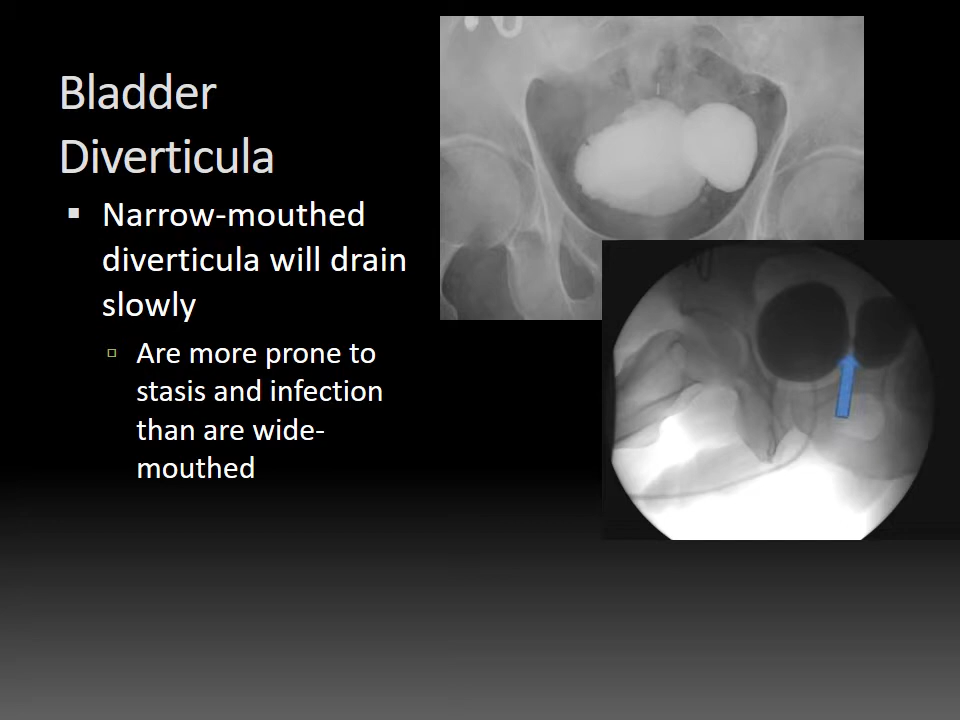 Bladder
Diverticula
Narrow-mouthed
diverticula will drain
slowly
Are more prone to
stasis and infection
than are wide-
mouthed